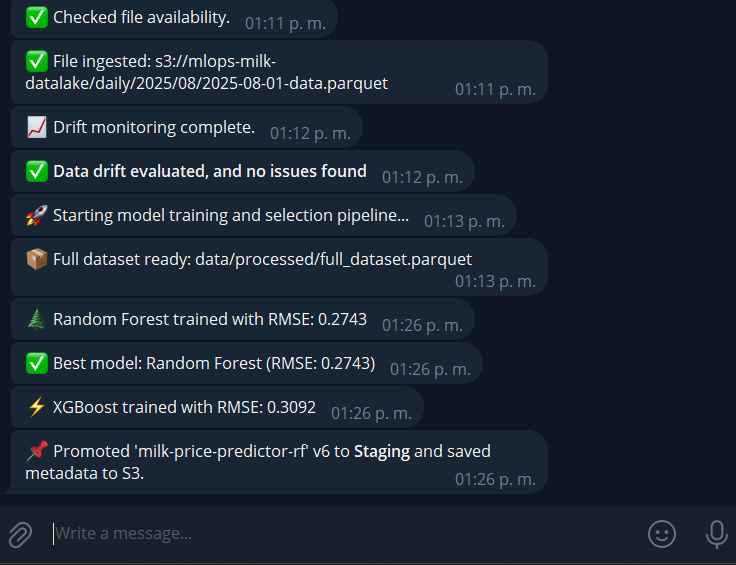 ✅ Checked file availability. 01:11 p. m.
✅ File ingested: s3://mlops-milk-
datalake/daily/2025/08/2025-08-01-data.parquet 01:11 p. m.
📈 Drift monitoring complete. 01:12 p. m.
✅ Data drift evaluated, and no issues found 01:12 p. m.
🚀 Starting model training and selection pipeline... 01:13 p. m.
📦 Full dataset ready: data/processed/full_dataset.parquet
01:13 p. m.
🌲 Random Forest trained with RMSE: 0.2743 01:26 p. m.
✅ Best model: Random Forest (RMSE: 0.2743) 01:26 p. m.
⚡ XGBoost trained with RMSE: 0.3092 01:26 p. m.
📌 Promoted 'milk-price-predictor-rf' v6 to Staging and saved
metadata to S3. 01:26 p. m.
Write a message...